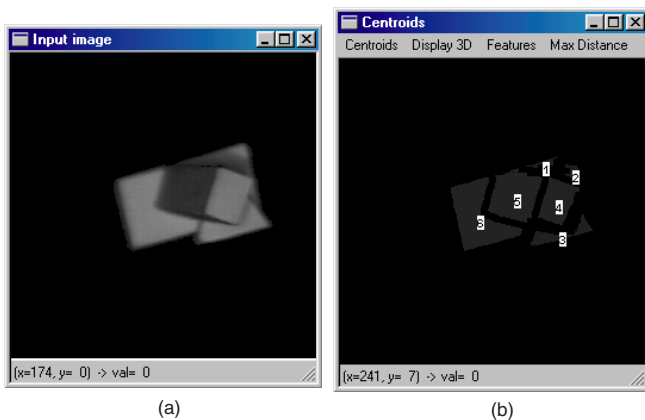 Input image
(x=174, y= 0) -> val= 0
(a)
Centroids
Centroids Display 3D Features Max Distance
1
2
5
4
6
3
(x=241, y= 7) -> val= 0
(b)